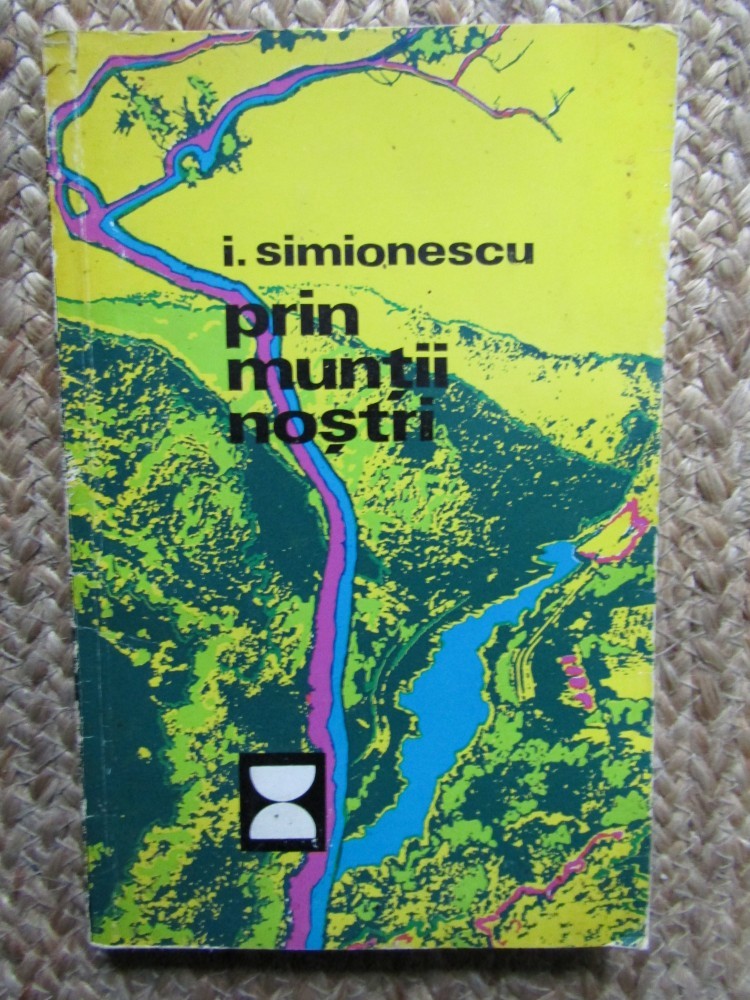 i. simionescu
prin
munții
noștri